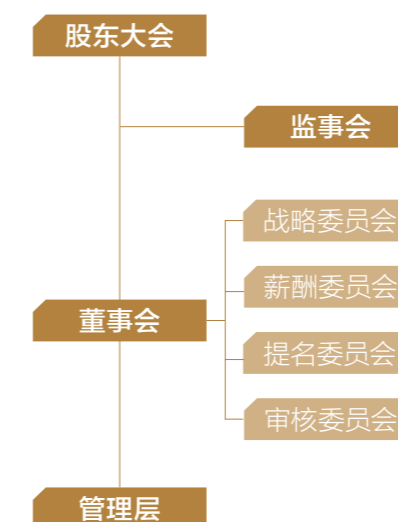 股东大会
监事会
战略委员会
薪酬委员会
董事会
提名委员会
审核委员会
管理层